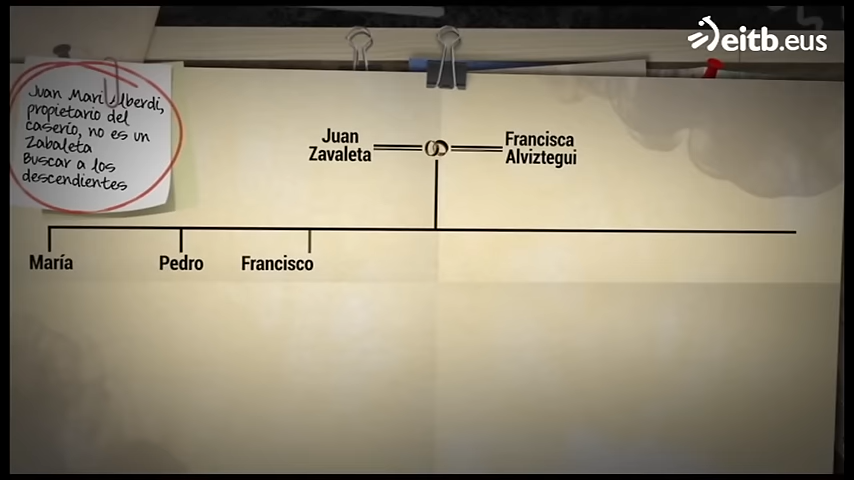 eitb.eus
Juan Mari Alberdi,
propietario del
caserío, no es un
Zabaleta
Buscar a los
descendientes
Juan
Zavaleta
Francisca
Alviztegui
María
Pedro
Francisco